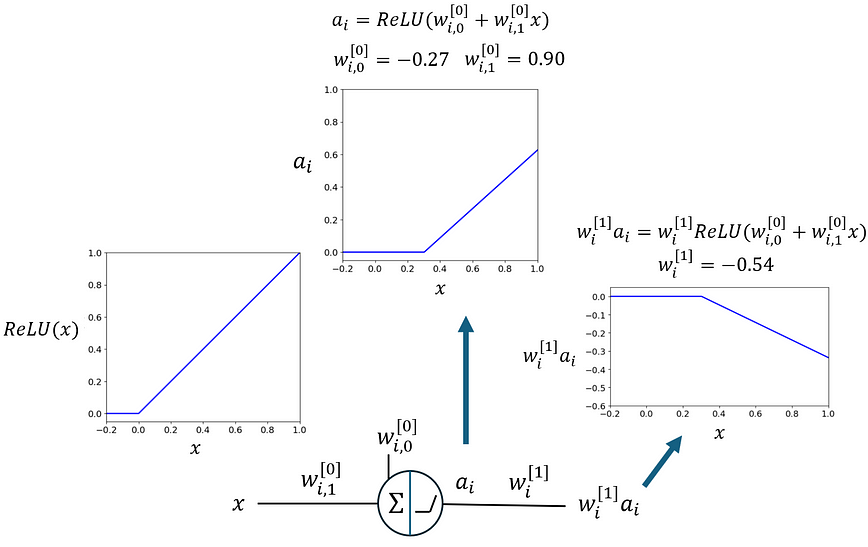 a_i = ReLU(w_{i,0}^{[0]} + w_{i,1}^{[0]}x)
w_{i,0}^{[0]} = −0.27 w_{i,1}^{[0]} = 0.90
1.0
0.8
0.6
0.4
0.2
0.0
a_i
−0.2 0.0 0.2 0.4 0.6 0.8 1.0
x
w_i^{[1]}a_i = w_i^{[1]}ReLU(w_{i,0}^{[0]} + w_{i,1}^{[0]}x)
w_i^{[1]} = −0.54
1.0
0.8
0.6
0.4
0.2
0.0
ReLU(x)
−0.2 0.0 0.2 0.4 0.6 0.8 1.0
x
0.0
−0.1
−0.2
−0.3
−0.4
−0.5
−0.6
w_i^{[1]}a_i
−0.2 0.0 0.2 0.4 0.6 0.8 1.0
x
w_{i,0}^{[0]}
x w_{i,1}^{[0]} Σ a_i w_i^{[1]} w_i^{[1]}a_i